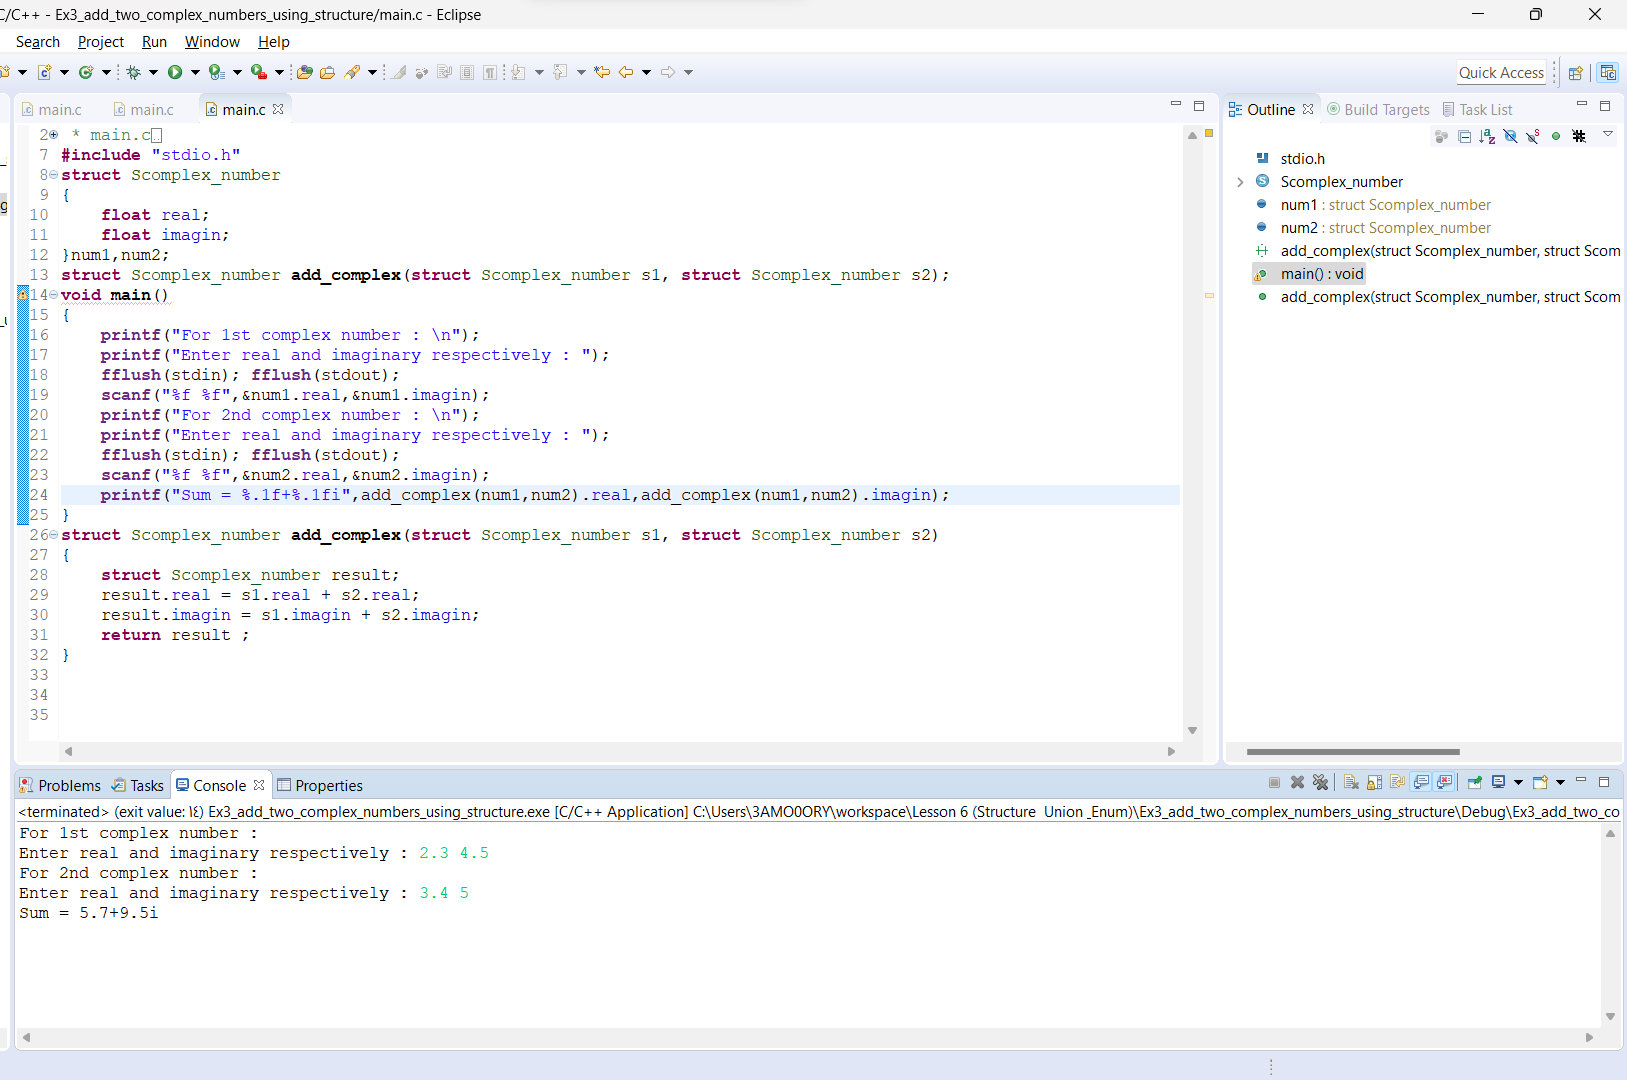 C/C++ - Ex3_add_two_complex_numbers_using_structure/main.c - Eclipse
Search Project Run Window Help
Quick Access
main.c main.c main.c
2 * main.c
7 #include "stdio.h"
8 struct Scomplex_number
9 {
10 float real;
11 float imagin;
12 }num1,num2;
13 struct Scomplex_number add_complex(struct Scomplex_number s1, struct Scomplex_number s2);
14 void main()
15 {
16 printf("For 1st complex number : \n");
17 printf("Enter real and imaginary respectively : ");
18 fflush(stdin); fflush(stdout);
19 scanf("%f %f",&num1.real,&num1.imagin);
20 printf("For 2nd complex number : \n");
21 printf("Enter real and imaginary respectively : ");
22 fflush(stdin); fflush(stdout);
23 scanf("%f %f",&num2.real,&num2.imagin);
24 printf("Sum = %.1f+%.1fi",add_complex(num1,num2).real,add_complex(num1,num2).imagin);
25 }
26 struct Scomplex_number add_complex(struct Scomplex_number s1, struct Scomplex_number s2)
27 {
28 struct Scomplex_number result;
29 result.real = s1.real + s2.real;
30 result.imagin = s1.imagin + s2.imagin;
31 return result ;
32 }
33
34
35
Outline Build Targets Task List
stdio.h
Scomplex_number
num1 : struct Scomplex_number
num2 : struct Scomplex_number
add_complex(struct Scomplex_number, struct Scom
main() : void
add_complex(struct Scomplex_number, struct Scom
Problems Tasks Console Properties
<terminated> (exit value: ١٤) Ex3_add_two_complex_numbers_using_structure.exe [C/C++ Application] C:\Users\3AMO0ORY\workspace\Lesson 6 (Structure_Union_Enum)\Ex3_add_two_complex_numbers_using_structure\Debug\Ex3_add_two_co
For 1st complex number :
Enter real and imaginary respectively : 2.3 4.5
For 2nd complex number :
Enter real and imaginary respectively : 3.4 5
Sum = 5.7+9.5i